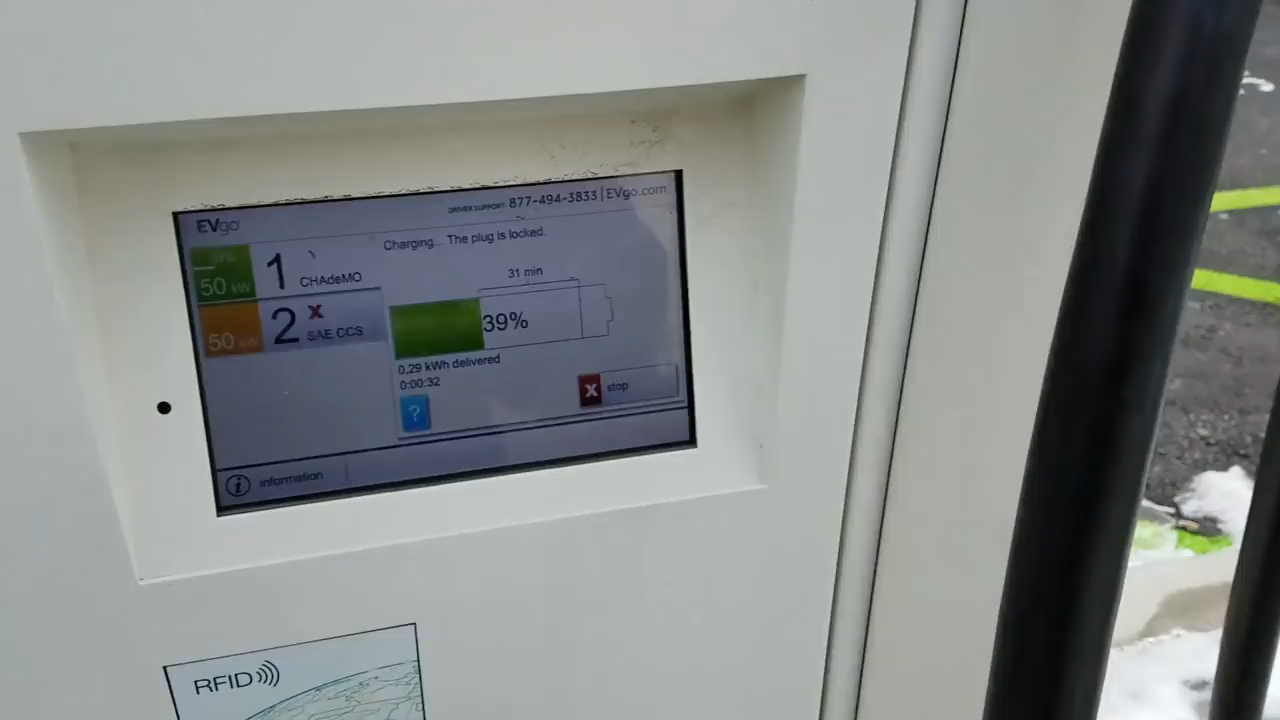 EVgo
DRIVER SUPPORT: 877-494-3833 | EVgo.com
Charging... The plug is locked.
50 kW
1
CHAdeMO
50 kW
2 x
SAE CCS
31 min
39%
0.29 kWh delivered
0:00:32
?
x stop
i information
RFID